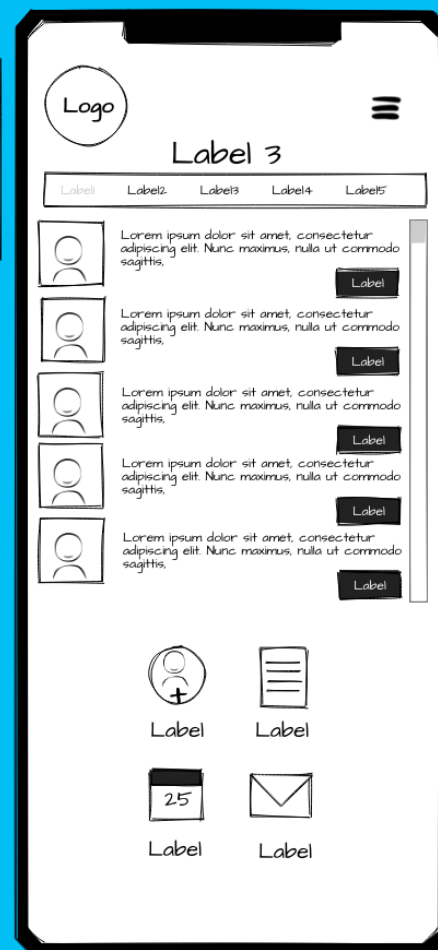 Logo
Label 3
Label1 Label2 Label3 Label4 Label5
Lorem ipsum dolor sit amet, consectetur
adipiscing elit. Nunc maximus, nulla ut commodo
sagittis,
Label
Lorem ipsum dolor sit amet, consectetur
adipiscing elit. Nunc maximus, nulla ut commodo
sagittis,
Label
Lorem ipsum dolor sit amet, consectetur
adipiscing elit. Nunc maximus, nulla ut commodo
sagittis,
Label
Lorem ipsum dolor sit amet, consectetur
adipiscing elit. Nunc maximus, nulla ut commodo
sagittis,
Label
Lorem ipsum dolor sit amet, consectetur
adipiscing elit. Nunc maximus, nulla ut commodo
sagittis,
Label
Label Label
25
Label Label